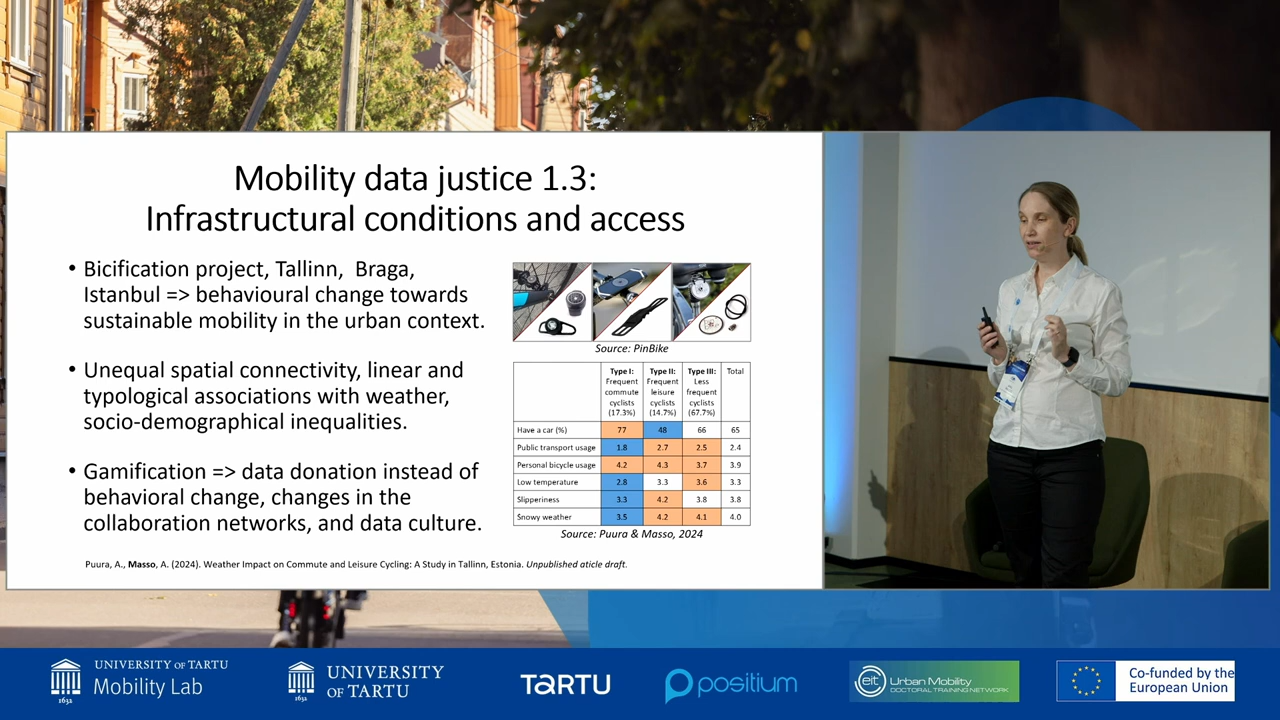 Mobility data justice 1.3:
Infrastructural conditions and access
• Bicification project, Tallinn, Braga,
Istanbul => behavioural change towards
sustainable mobility in the urban context.
• Unequal spatial connectivity, linear and
typological associations with weather,
socio-demographical inequalities.
• Gamification => data donation instead of
behavioral change, changes in the
collaboration networks, and data culture.
Source: PinBike
Type I: Frequent commute cyclists (17.3%) Type II: Frequent leisure cyclists (14.7%) Type III: Less frequent cyclists (67.7%) Total
Have a car (%) 77 48 66 65
Public transport usage 1.8 2.7 2.5 2.4
Personal bicycle usage 4.2 4.3 3.7 3.9
Low temperature 2.8 3.3 3.6 3.3
Slipperiness 3.3 4.2 3.8 3.8
Snowy weather 3.5 4.2 4.1 4.0
Source: Puura & Masso, 2024
Puura, A., Masso, A. (2024). Weather Impact on Commute and Leisure Cycling: A Study in Tallinn, Estonia. Unpublished aticle draft.
UNIVERSITY OF TARTU
Mobility Lab
1632
UNIVERSITY
OF TARTU
1632
TARTU
positium
eit Urban Mobility
DOCTORAL TRAINING NETWORK
Co-funded by the
European Union